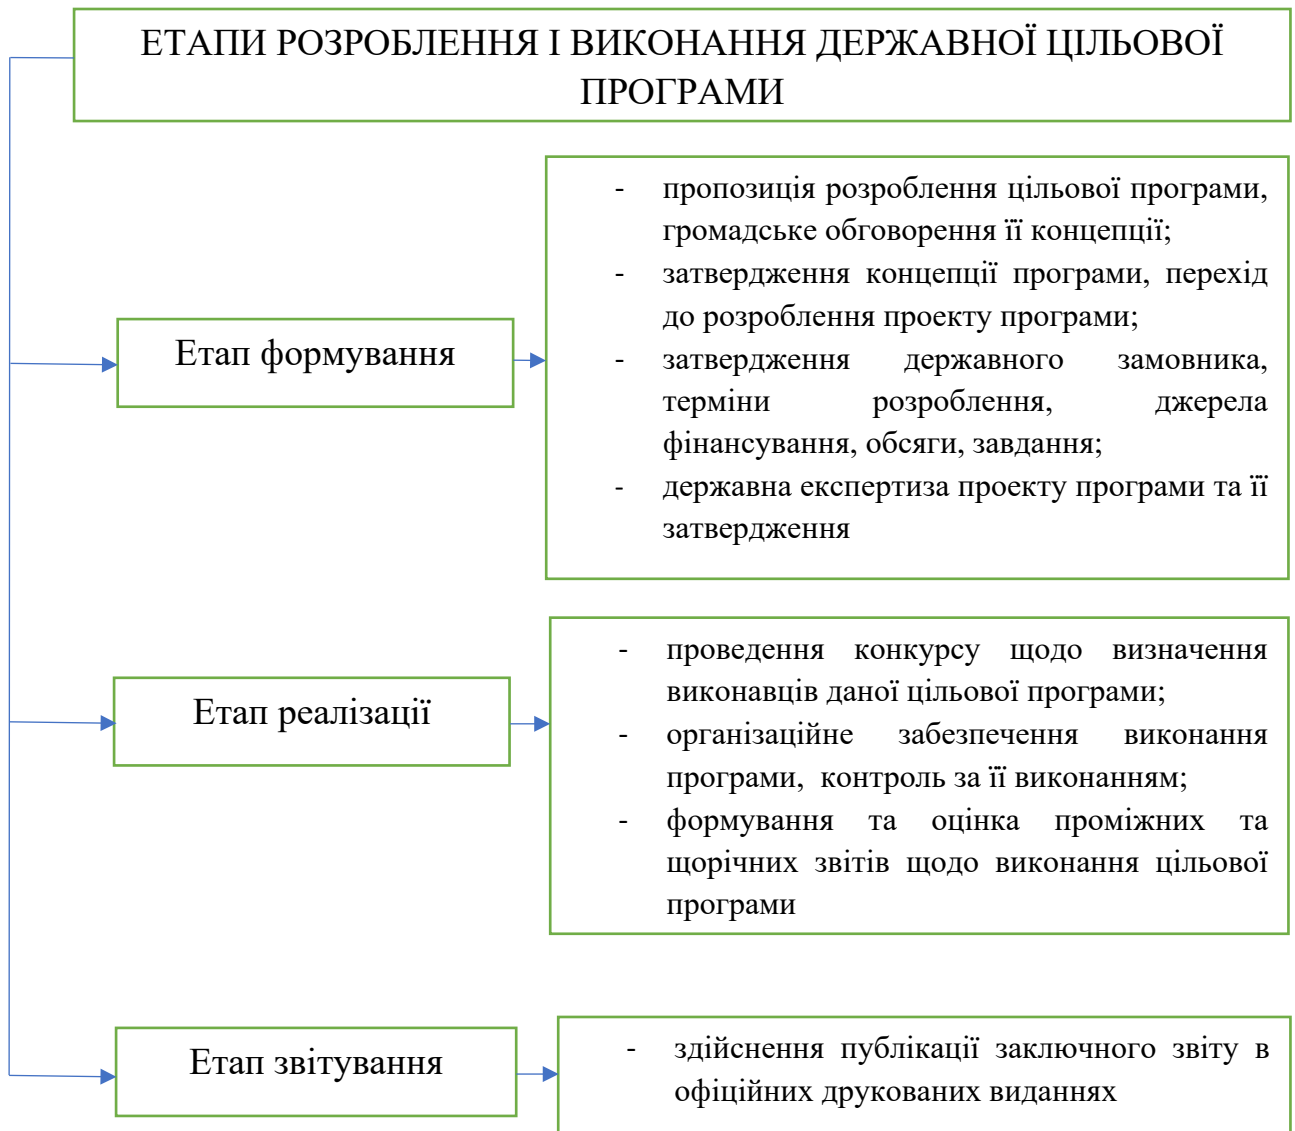 ЕТАПИ РОЗРОБЛЕННЯ І ВИКОНАННЯ ДЕРЖАВНОЇ ЦІЛЬОВОЇ
ПРОГРАМИ
Етап формування
- пропозиція розроблення цільової програми,
громадське обговорення її концепції;
- затвердження концепції програми, перехід
до розроблення проекту програми;
- затвердження державного замовника,
терміни розроблення, джерела
фінансування, обсяги, завдання;
- державна експертиза проекту програми та її
затвердження
Етап реалізації
- проведення конкурсу щодо визначення
виконавців даної цільової програми;
- організаційне забезпечення виконання
програми, контроль за її виконанням;
- формування та оцінка проміжних та
щорічних звітів щодо виконання цільової
програми
Етап звітування
- здійснення публікації заключного звіту в
офіційних друкованих виданнях